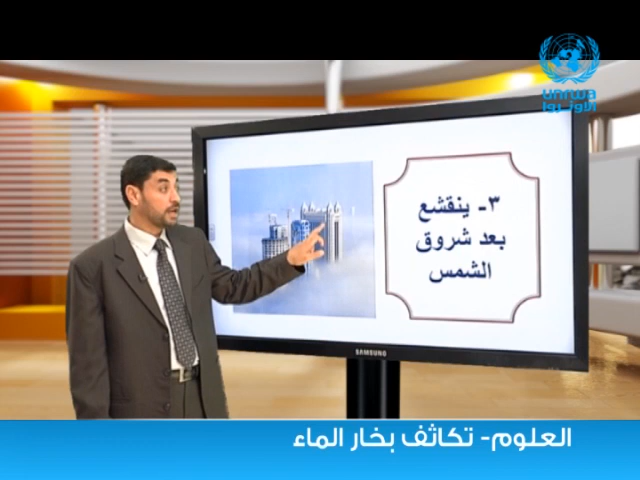 unrwa
الأونروا
٣- ينقشع
بعد شروق
الشمس
SAMSUNG
العلوم- تكاثف بخار الماء